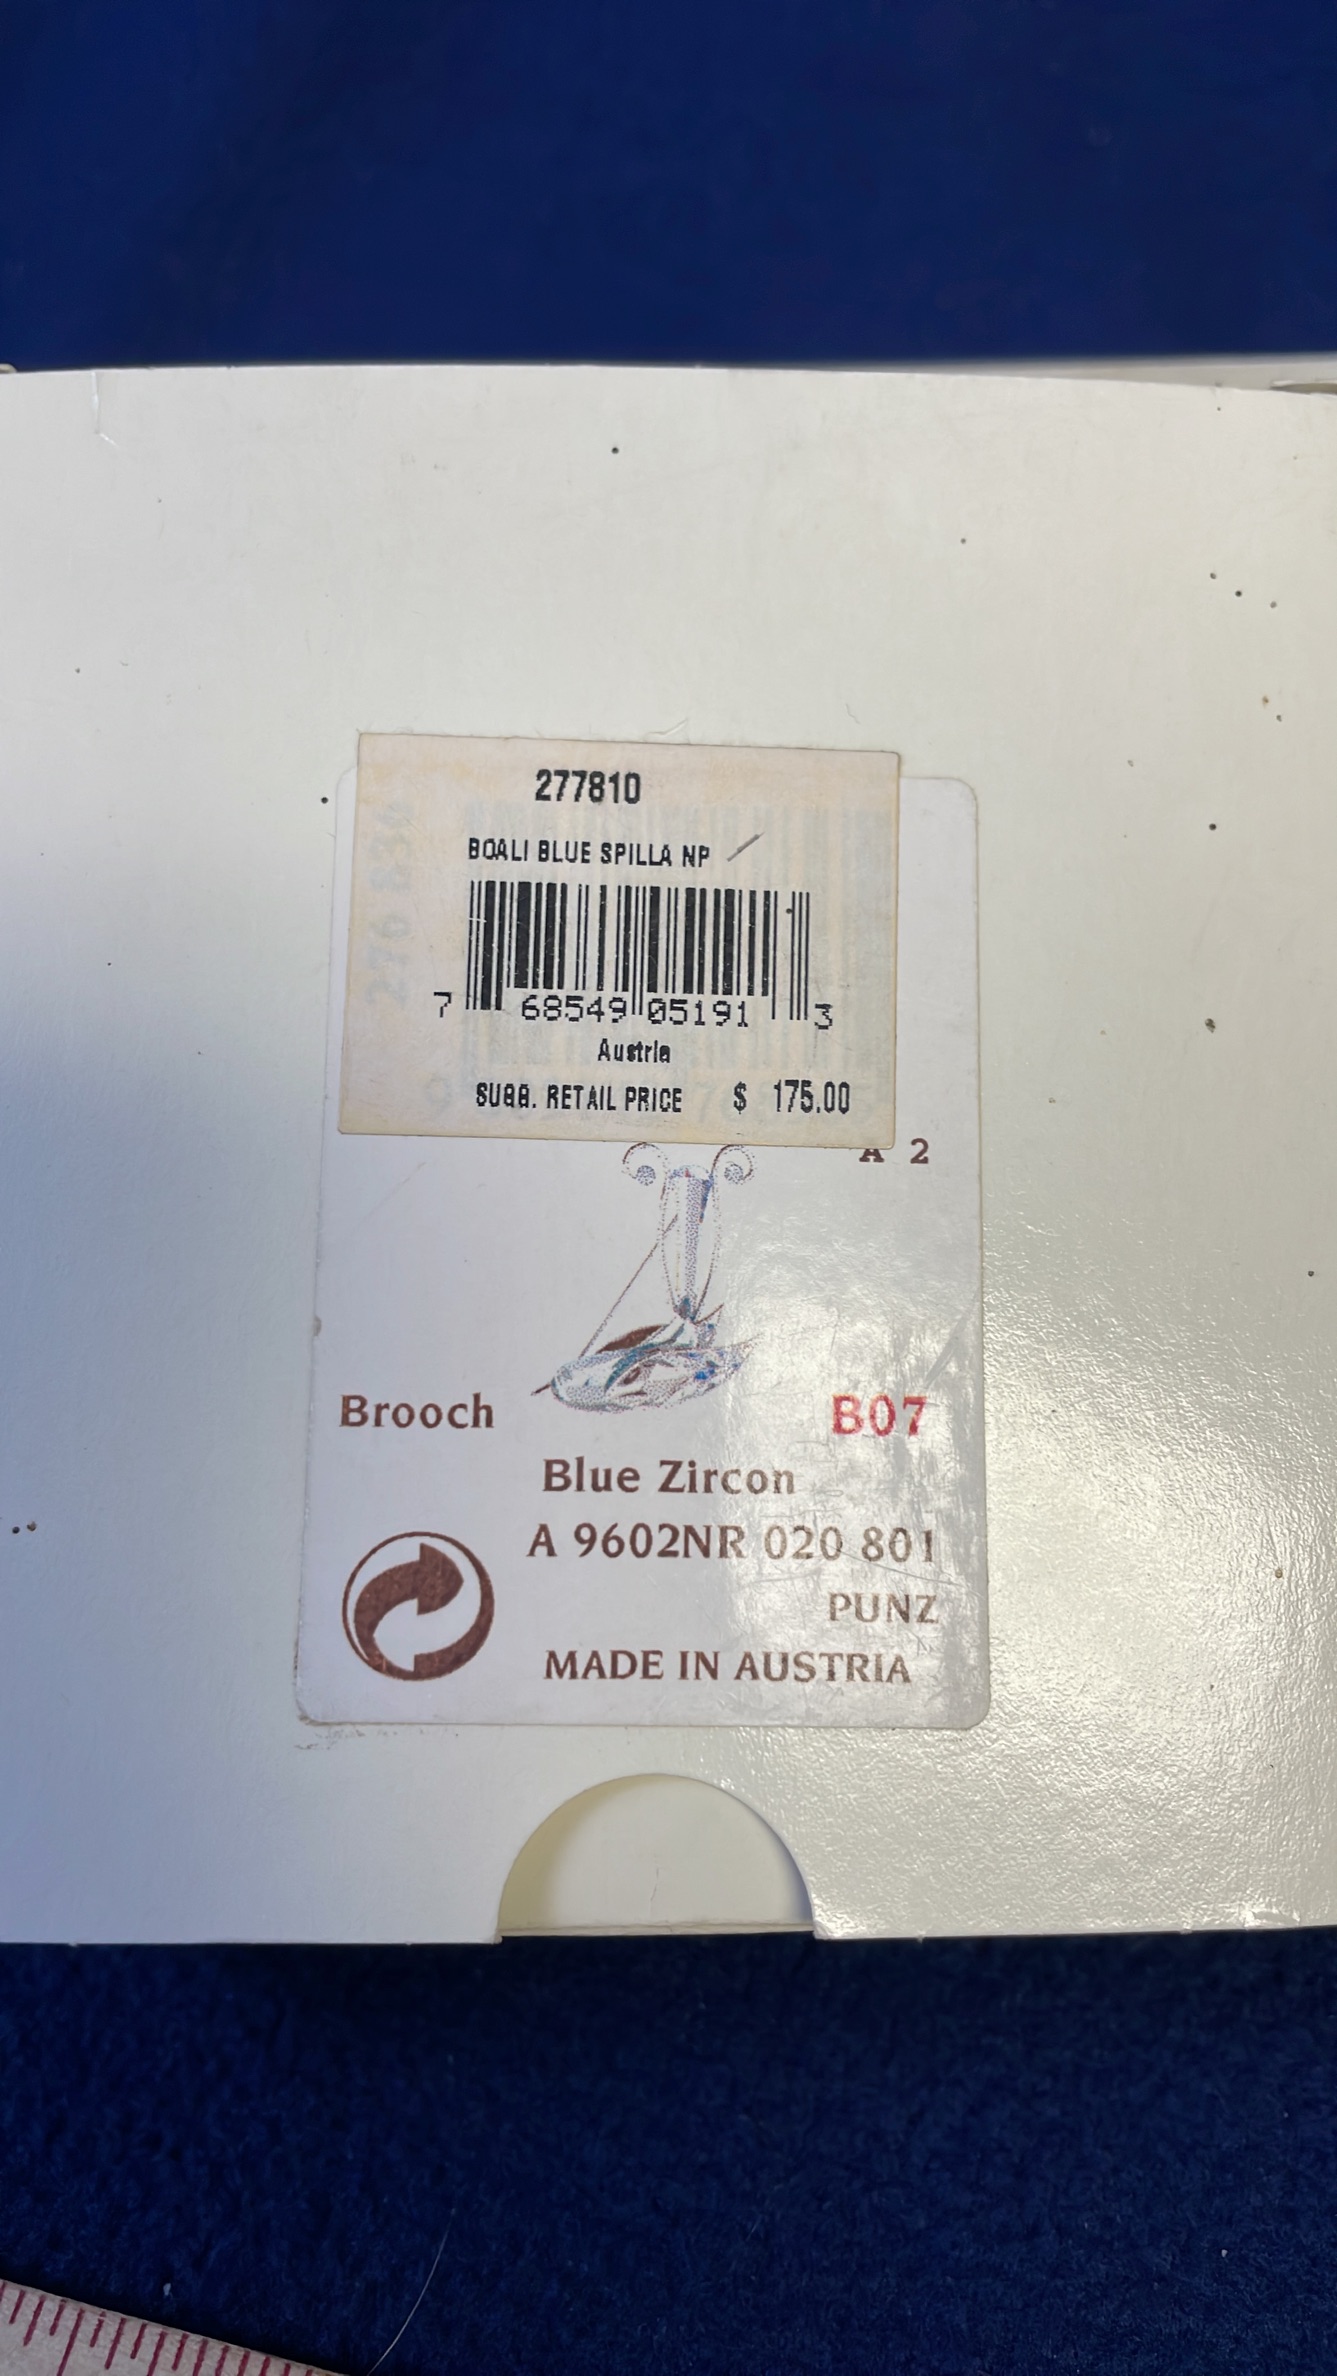 277810
BOALI BLUE SPILLA NP
7 68549 05191 3
Austria
SUGG. RETAIL PRICE $ 175.00
A 2
Brooch
B07
Blue Zircon
A 9602NR 020 801
PUNZ
MADE IN AUSTRIA